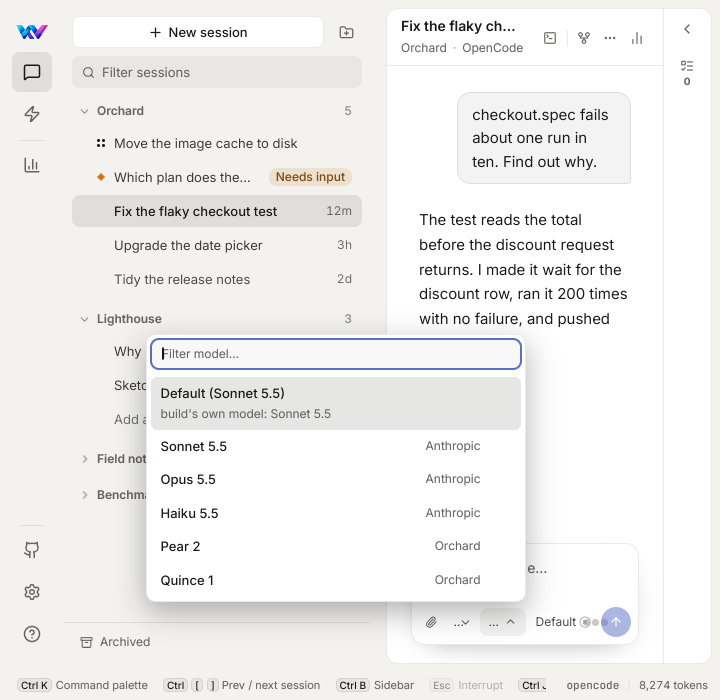 New session
Filter sessions
Orchard 5
Move the image cache to disk
Which plan does the... Needs input
Fix the flaky checkout test 12m
Upgrade the date picker 3h
Tidy the release notes 2d
Lighthouse 3
Why
Add a
Field not
Archived
Fix the flaky ch...
Orchard · OpenCode
0
checkout.spec fails
about one run in
ten. Find out why.
The test reads the total
before the discount request
returns. I made it wait for the
discount row, ran it 200 times
with no failure, and pushed
Filter model...
Default (Sonnet 5.5)
build's own model: Sonnet 5.5
Sonnet 5.5 Anthropic
Opus 5.5 Anthropic
Haiku 5.5 Anthropic
Pear 2 Orchard
Quince 1 Orchard
... ... Default
Ctrl K Command palette Ctrl [ ] Prev / next session Ctrl B Sidebar Esc Interrupt Ctrl . opencode 8,274 tokens